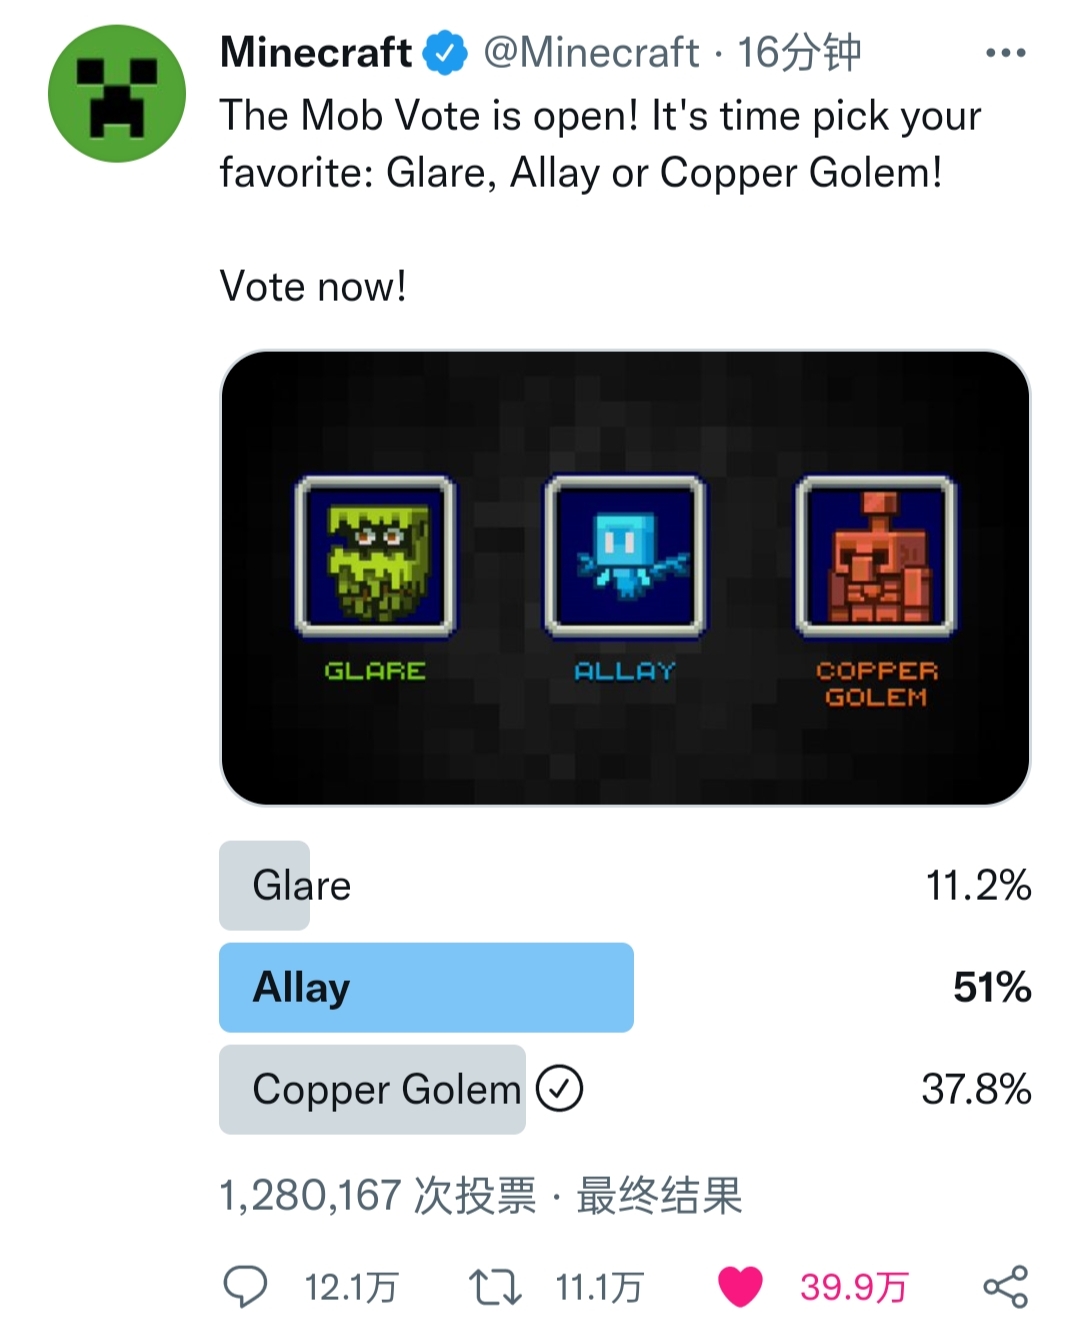 Minecraft @Minecraft · 16分钟
The Mob Vote is open! It's time pick your
favorite: Glare, Allay or Copper Golem!
Vote now!
GLARE
ALLAY
COPPER
GOLEM
Glare 11.2%
Allay 51%
Copper Golem 37.8%
1,280,167 次投票 · 最终结果
12.1万 11.1万 39.9万